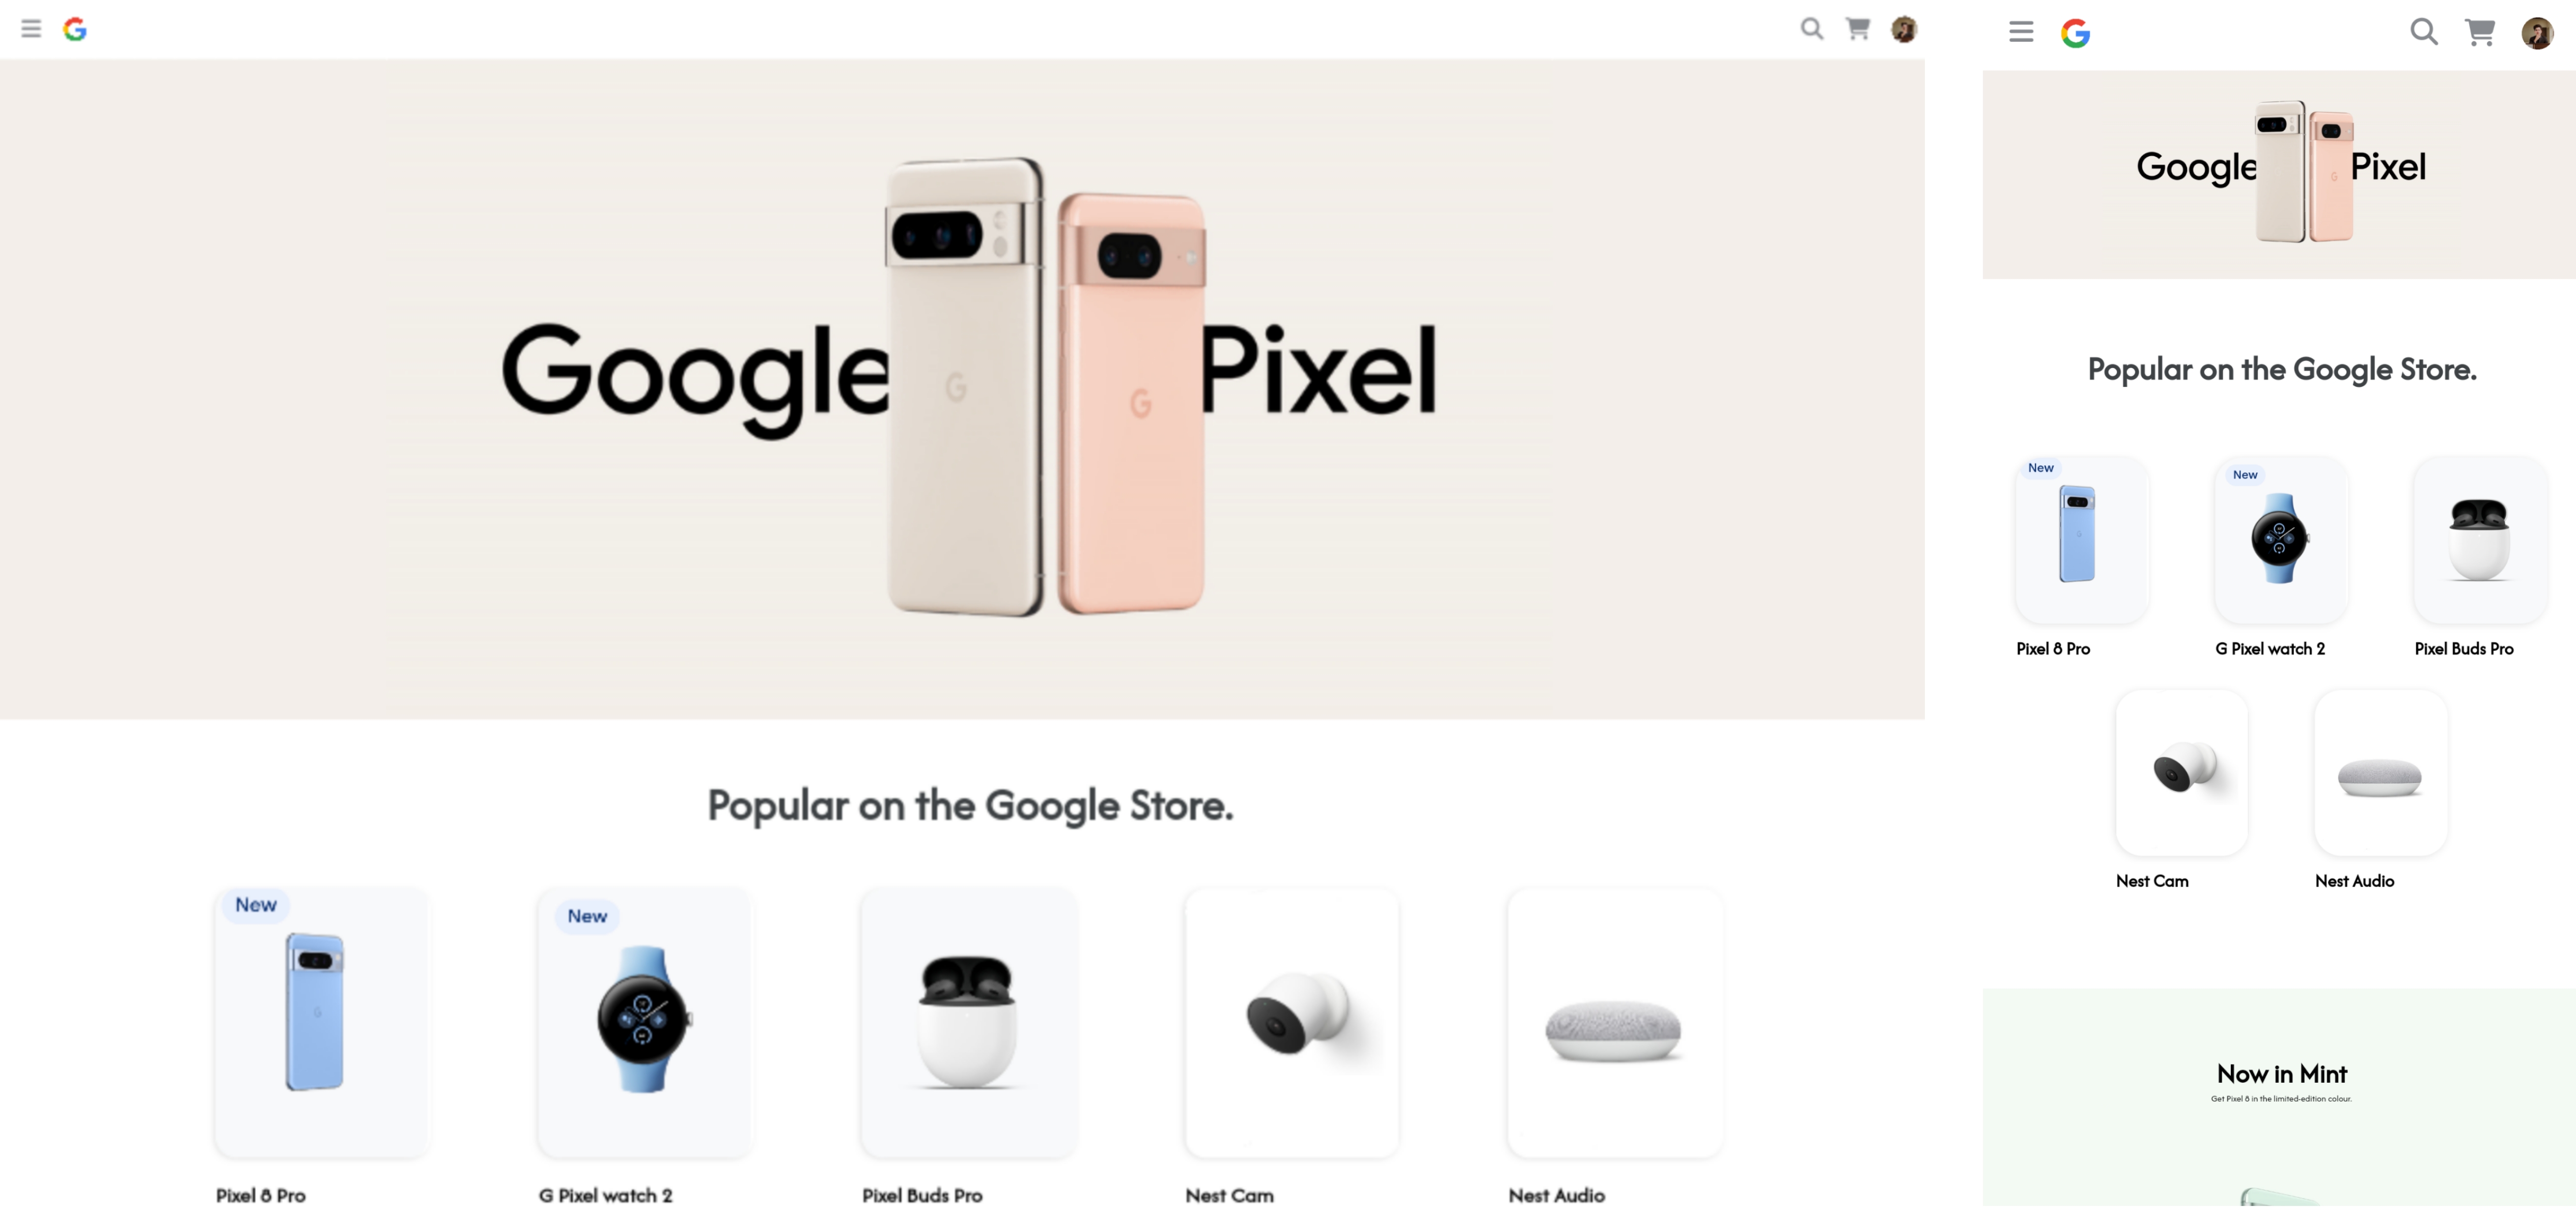 Google Pixel
Popular on the Google Store.
New
New
Pixel 8 Pro
G Pixel watch 2
Pixel Buds Pro
Nest Cam
Nest Audio
Google Pixel
Popular on the Google Store.
New
New
Pixel 8 Pro
G Pixel watch 2
Pixel Buds Pro
Nest Cam
Nest Audio
Now in Mint
Get Pixel 8 in the limited-edition colour.